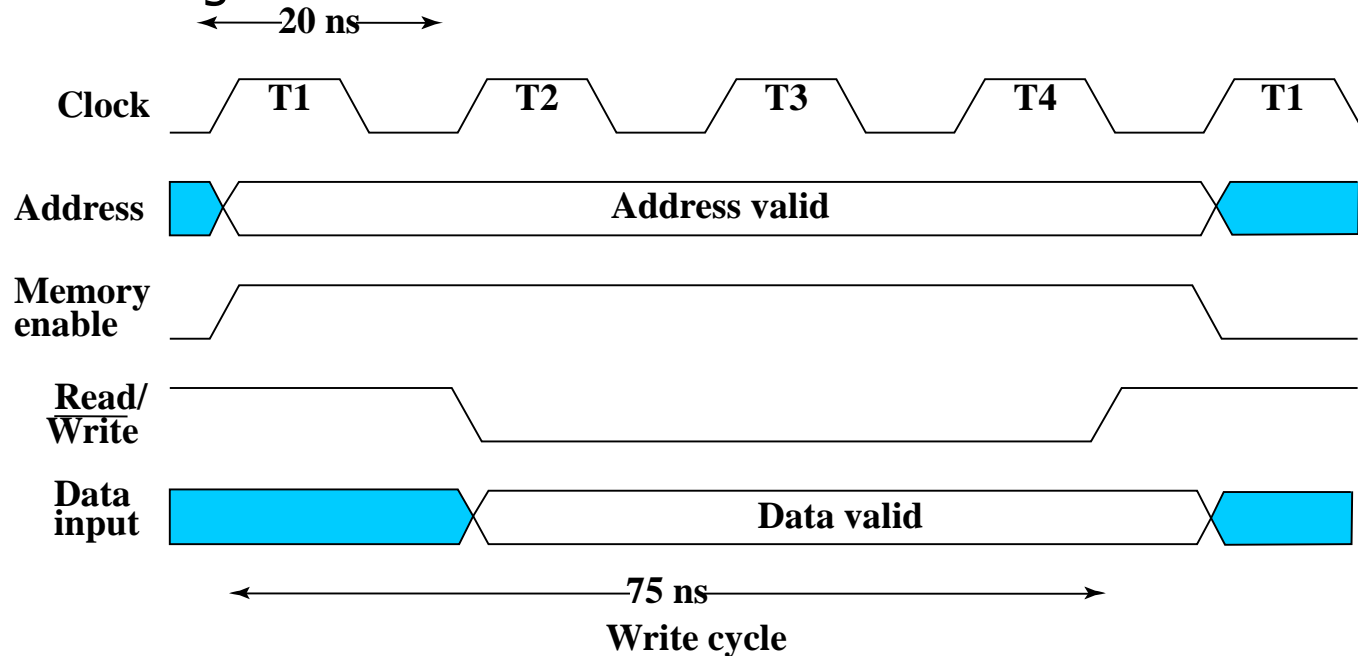 20 ns
Clock
T1 T2 T3 T4 T1
Address
Address valid
Memory
enable
Read/
Write
Data
input
Data valid
75 ns
Write cycle